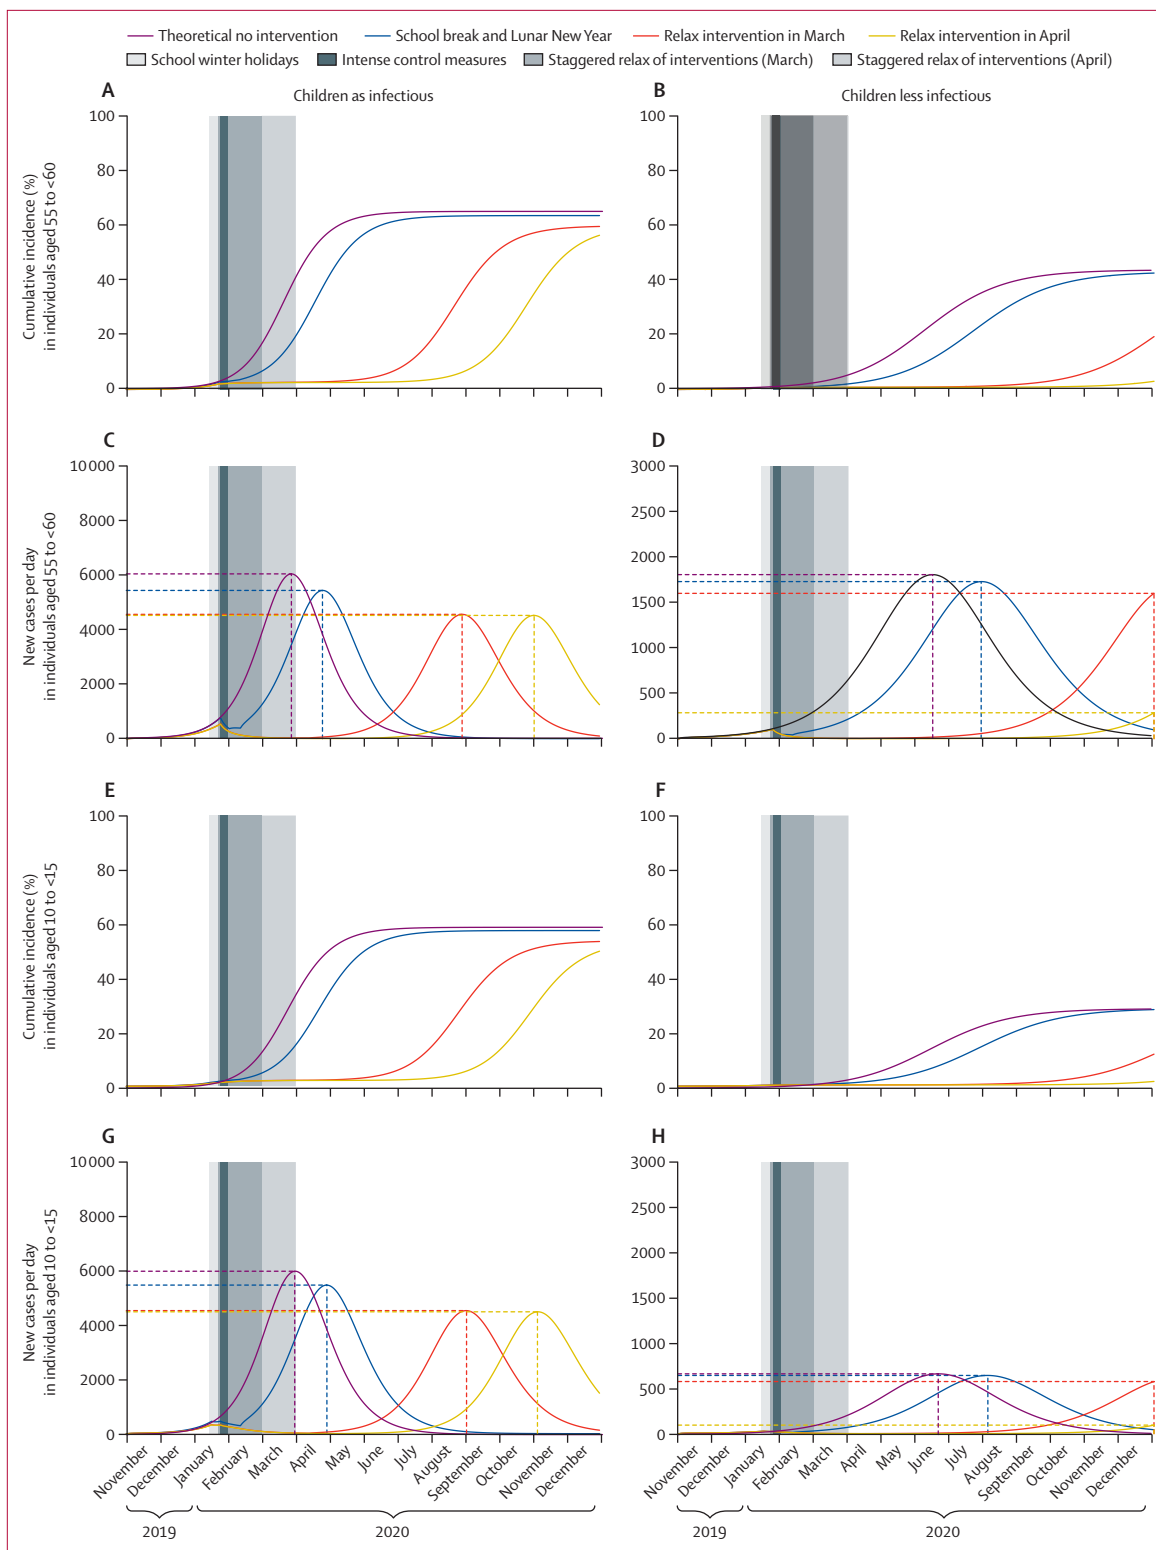 Theoretical no intervention School break and Lunar New Year Relax intervention in March Relax intervention in April
School winter holidays Intense control measures Staggered relax of interventions (March) Staggered relax of interventions (April)
A Children as infectious
B Children less infectious
Cumulative incidence (%)
in individuals aged 55 to <60
100
80
60
40
20
0
100
80
60
40
20
0
C
D
New cases per day
in individuals aged 55 to <60
10 000
8000
6000
4000
2000
0
3000
2500
2000
1500
1000
500
0
E
F
Cumulative incidence (%)
in individuals aged 10 to <15
100
80
60
40
20
0
100
80
60
40
20
0
G
H
New cases per day
in individuals aged 10 to <15
10 000
8000
6000
4000
2000
0
3000
2500
2000
1500
1000
500
0
November December January February March April May June July August September October November December
November December January February March April May June July August September October November December
2019 2020
2019 2020